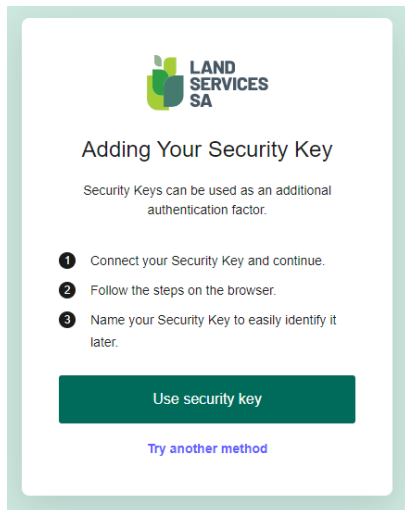 LAND
SERVICES
SA
Adding Your Security Key
Security Keys can be used as an additional
authentication factor.
1 Connect your Security Key and continue.
2 Follow the steps on the browser.
3 Name your Security Key to easily identify it
later.
Use security key
Try another method